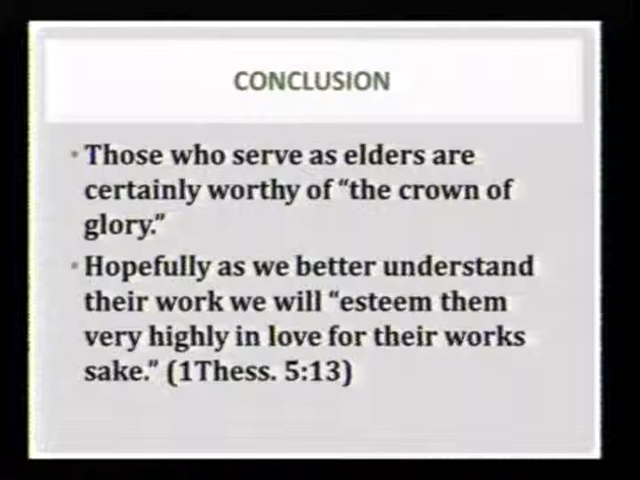 CONCLUSION
• Those who serve as elders are
certainly worthy of “the crown of
glory.”
• Hopefully as we better understand
their work we will “esteem them
very highly in love for their works
sake.” (1Thess. 5:13)